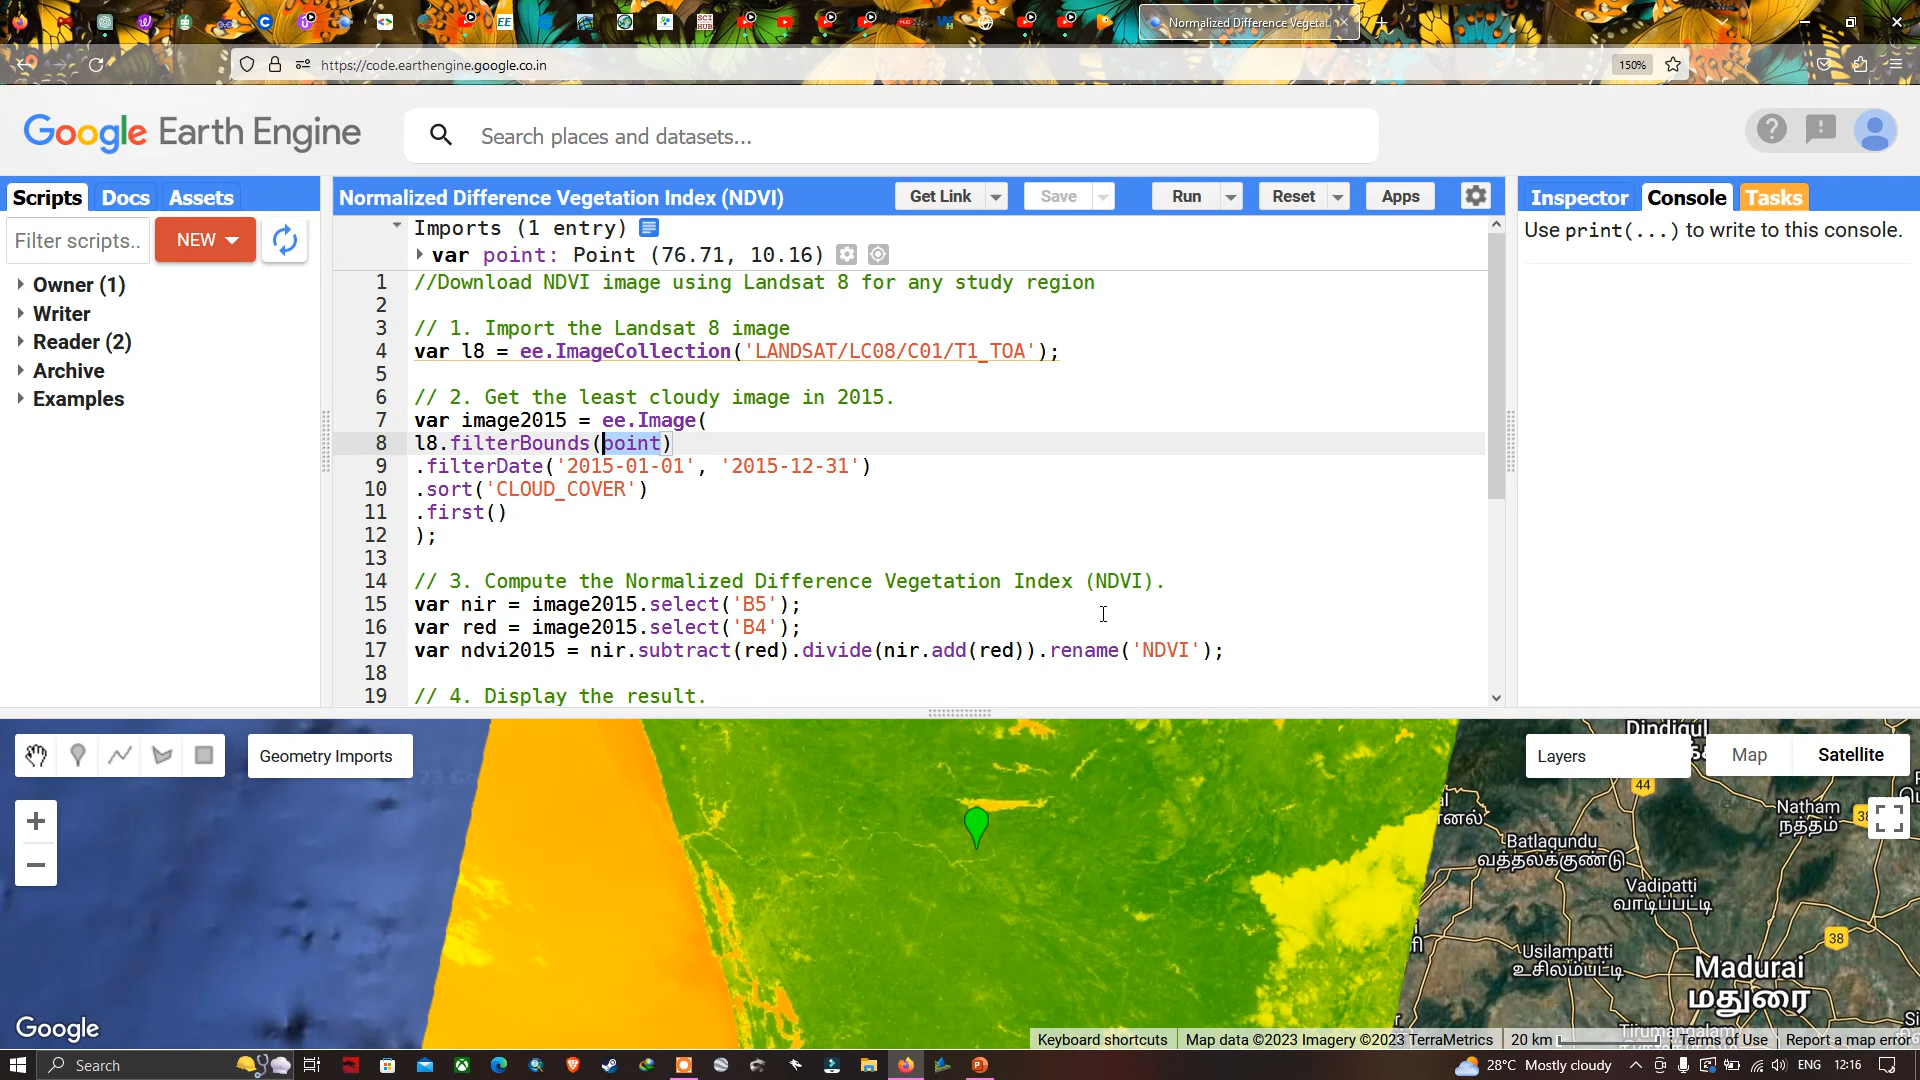 Normalized Difference Vegetat
https://code.earthengine.google.co.in
150%
Google Earth Engine
Search places and datasets...
Scripts Docs Assets
Normalized Difference Vegetation Index (NDVI)
Get Link Save Run Reset Apps
Inspector Console Tasks
Filter scripts..
NEW
Owner (1)
Writer
Reader (2)
Archive
Examples
Imports (1 entry)
var point: Point (76.71, 10.16)
1 //Download NDVI image using Landsat 8 for any study region
2
3 // 1. Import the Landsat 8 image
4 var l8 = ee.ImageCollection('LANDSAT/LC08/C01/T1_TOA');
5
6 // 2. Get the least cloudy image in 2015.
7 var image2015 = ee.Image(
8 l8.filterBounds(point)
9 .filterDate('2015-01-01', '2015-12-31')
10 .sort('CLOUD_COVER')
11 .first()
12 );
13
14 // 3. Compute the Normalized Difference Vegetation Index (NDVI).
15 var nir = image2015.select('B5');
16 var red = image2015.select('B4');
17 var ndvi2015 = nir.subtract(red).divide(nir.add(red)).rename('NDVI');
18
19 // 4. Display the result.
Use print(...) to write to this console.
Geometry Imports
Layers
Map Satellite
Dindigul
44
Natham
நத்தம்
38
Batlagundu
வத்தலக்குண்டு
Vadipatti
வாடிப்பட்டி
38
Usilampatti
உசிலம்பட்டி
Madurai
மதுரை
Tirumangalam
Google
Keyboard shortcuts
Map data ©2023 Imagery ©2023 TerraMetrics
20 km
Terms of Use
Report a map error
Search
28°C Mostly cloudy
ENG
12:16